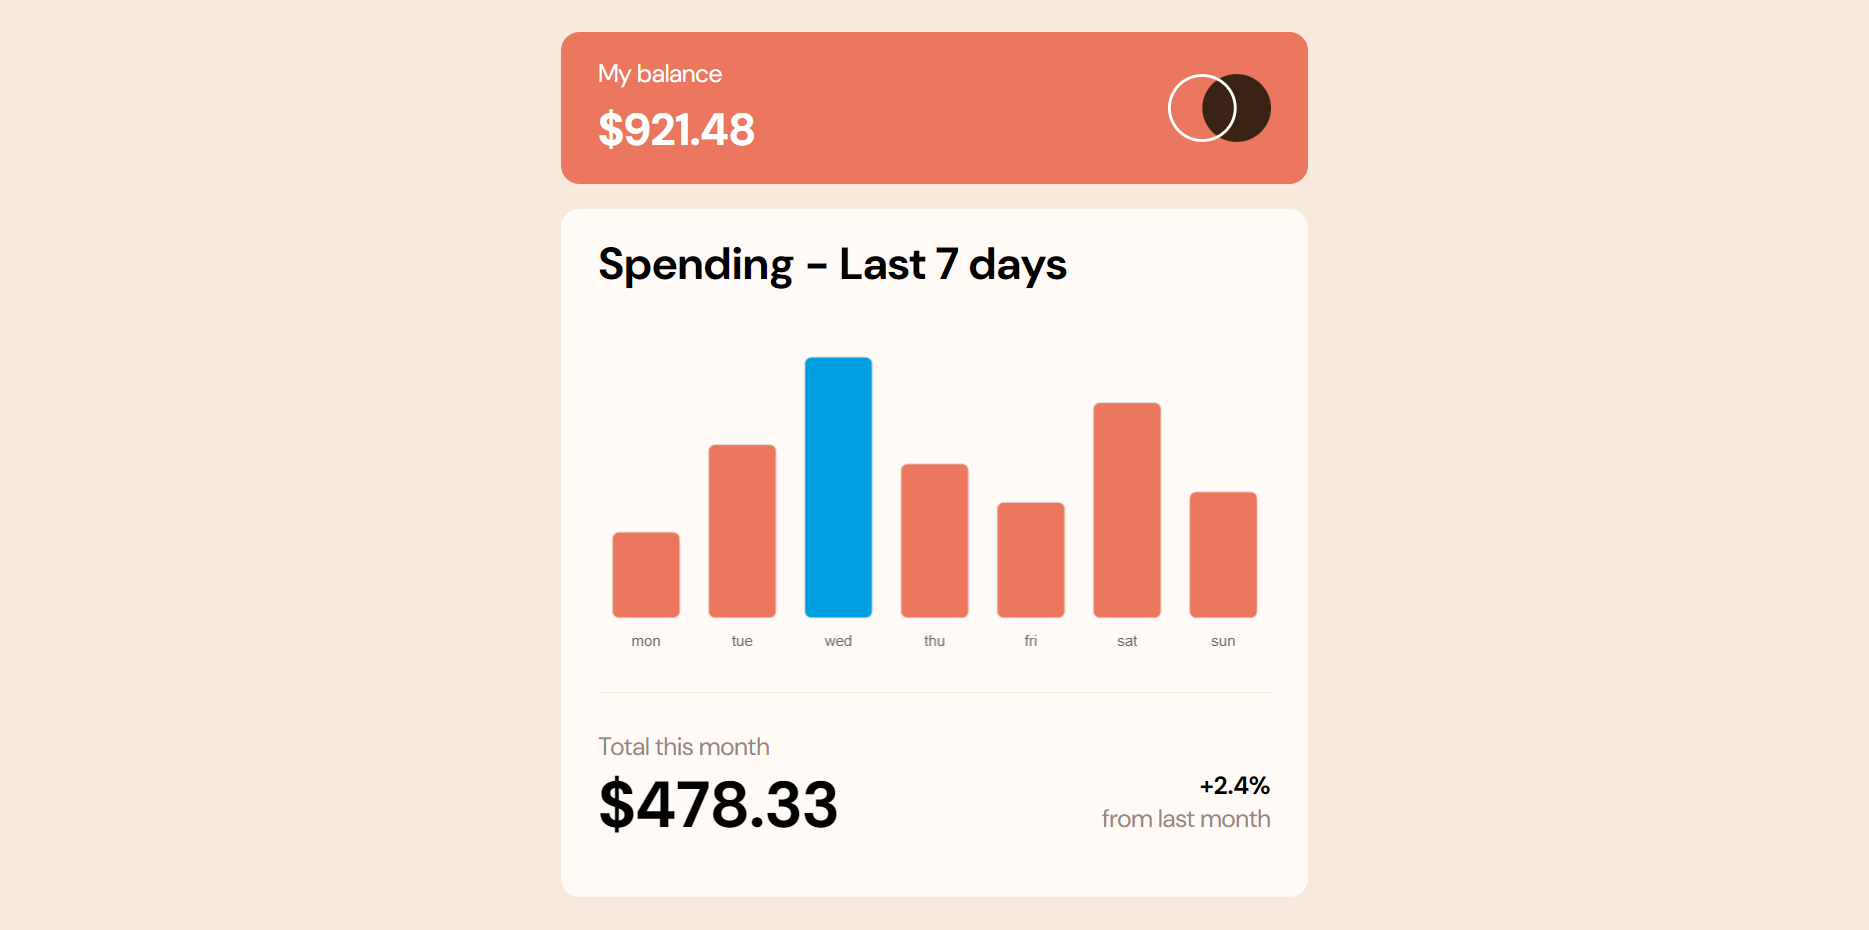 My balance
$921.48
Spending - Last 7 days
mon tue wed thu fri sat sun
Total this month
$478.33
+2.4%
from last month